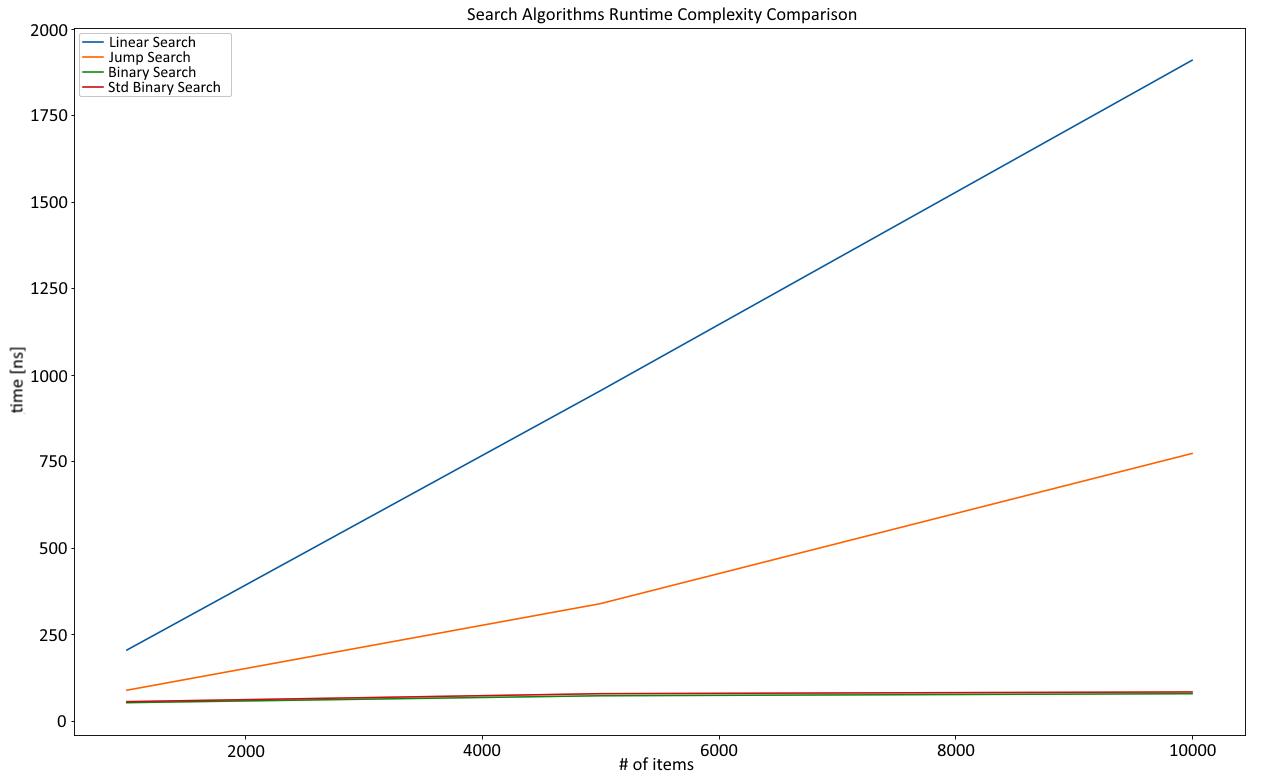 Search Algorithms Runtime Complexity Comparison
Linear Search
Jump Search
Binary Search
Std Binary Search
time [ns]
2000
1750
1500
1250
1000
750
500
250
0
2000 4000 6000 8000 10000
# of items